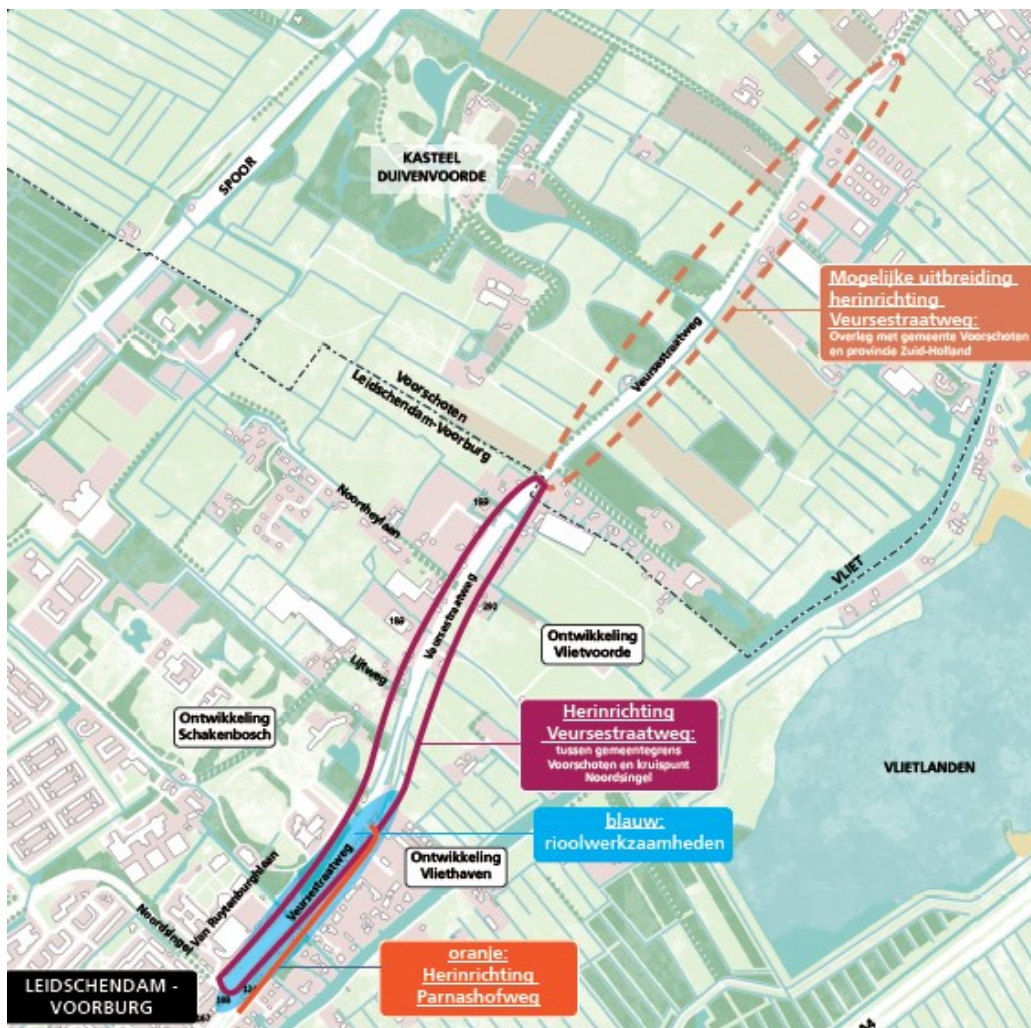 KASTEEL
DUIVENVOORDE
SPOOR
Mogelijke uitbreiding
herinrichting
Veursestraatweg:
Overleg met gemeente Voorschoten
en provincie Zuid-Holland
Veursestraatweg
Voorschoten
Leidschendam-Voorburg
Noortheylaan
VLIET
Veursestraatweg
Ontwikkeling
Vlietvoorde
Lijtweg
Ontwikkeling
Schakenbosch
Herinrichting
Veursestraatweg:
tussen gemeentegrens
Voorschoten en kruispunt
Noordsingel
VLIETLANDEN
blauw:
rioolwerkzaamheden
Ontwikkeling
Vliethaven
Veursestraatweg
Van Ruytenburghlaan
Noordsingel
oranje:
Herinrichting
Parnashofweg
LEIDSCHENDAM -
VOORBURG
188